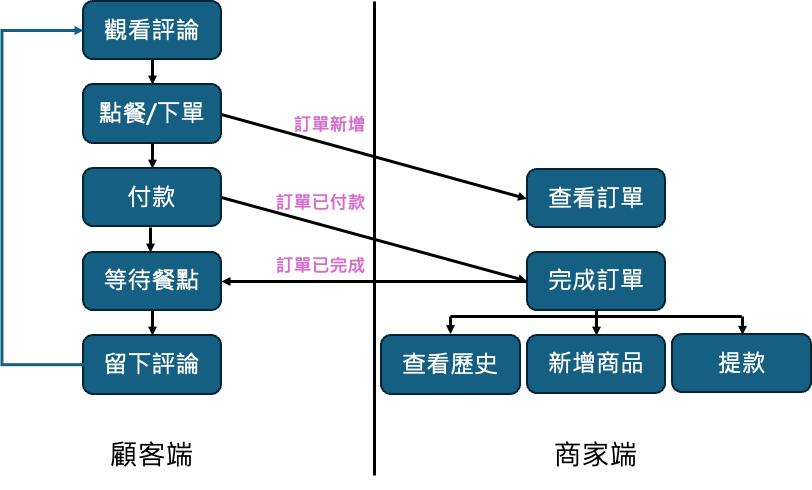 觀看評論
點餐/下單
訂單新增
付款
訂單已付款
查看訂單
等待餐點
訂單已完成
完成訂單
留下評論
查看歷史
新增商品
提款
顧客端
商家端